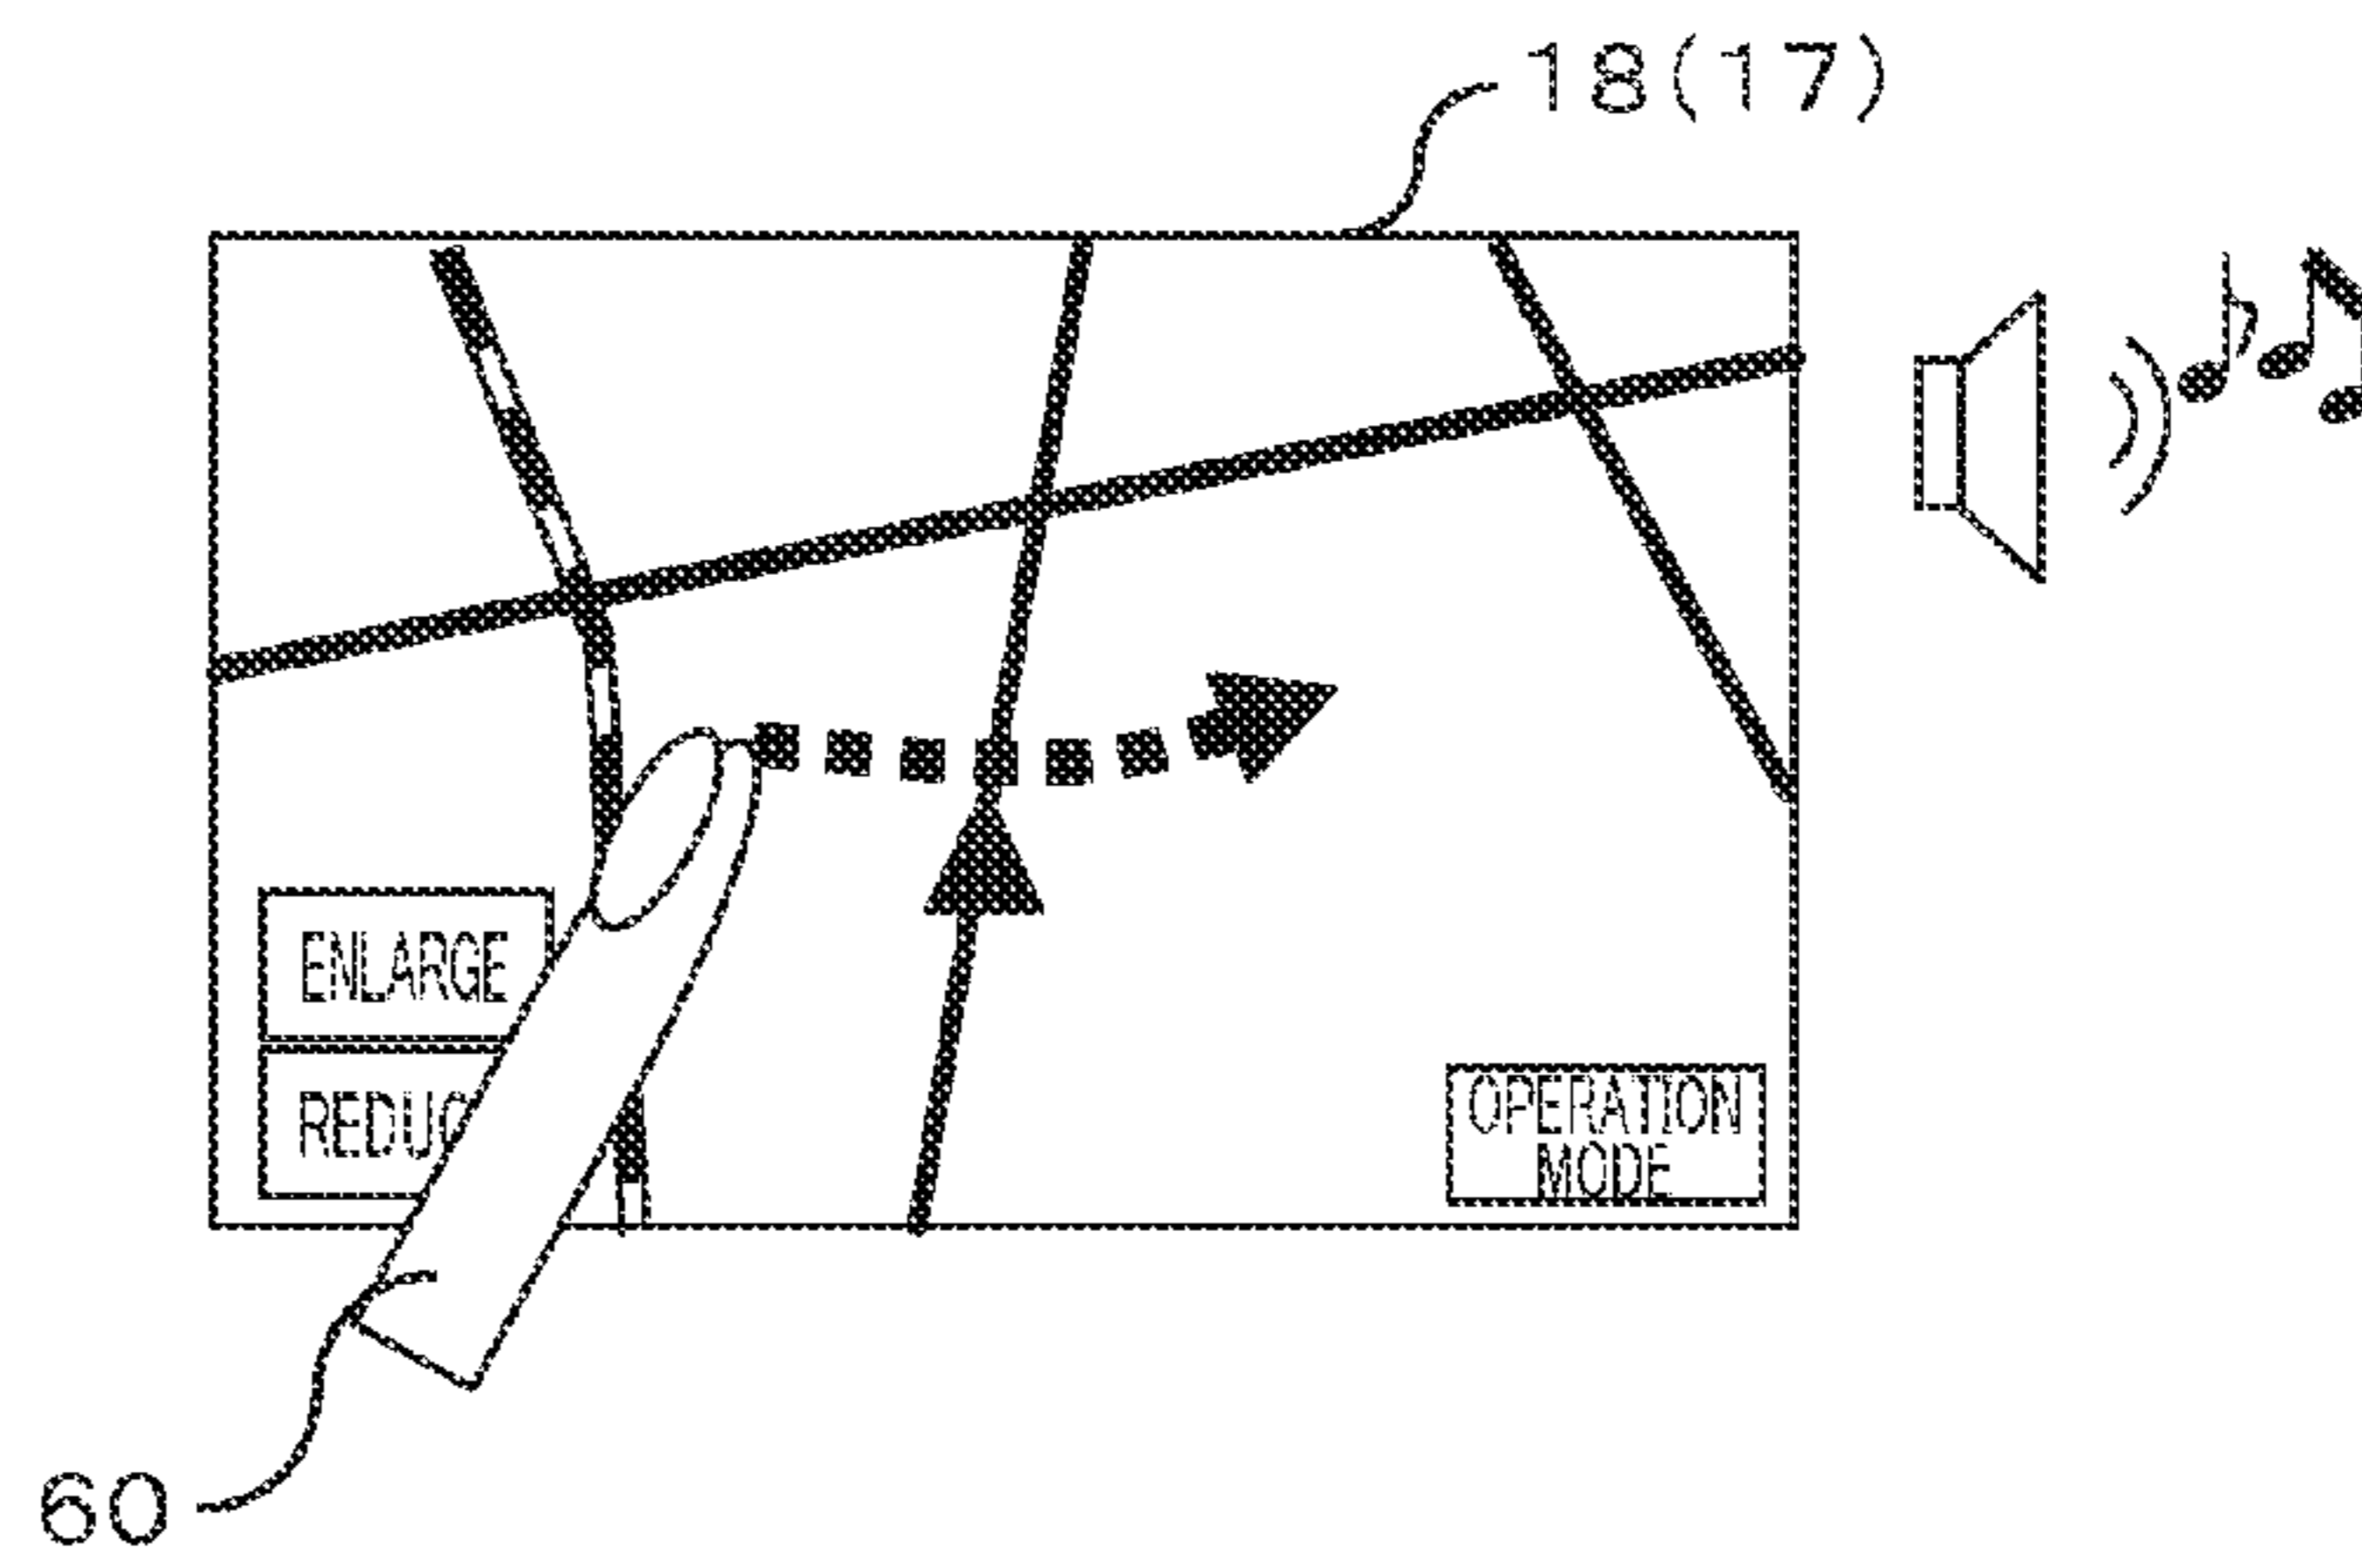 18(17)
ENLARGE
REDUC
OPERATION
MODE
60